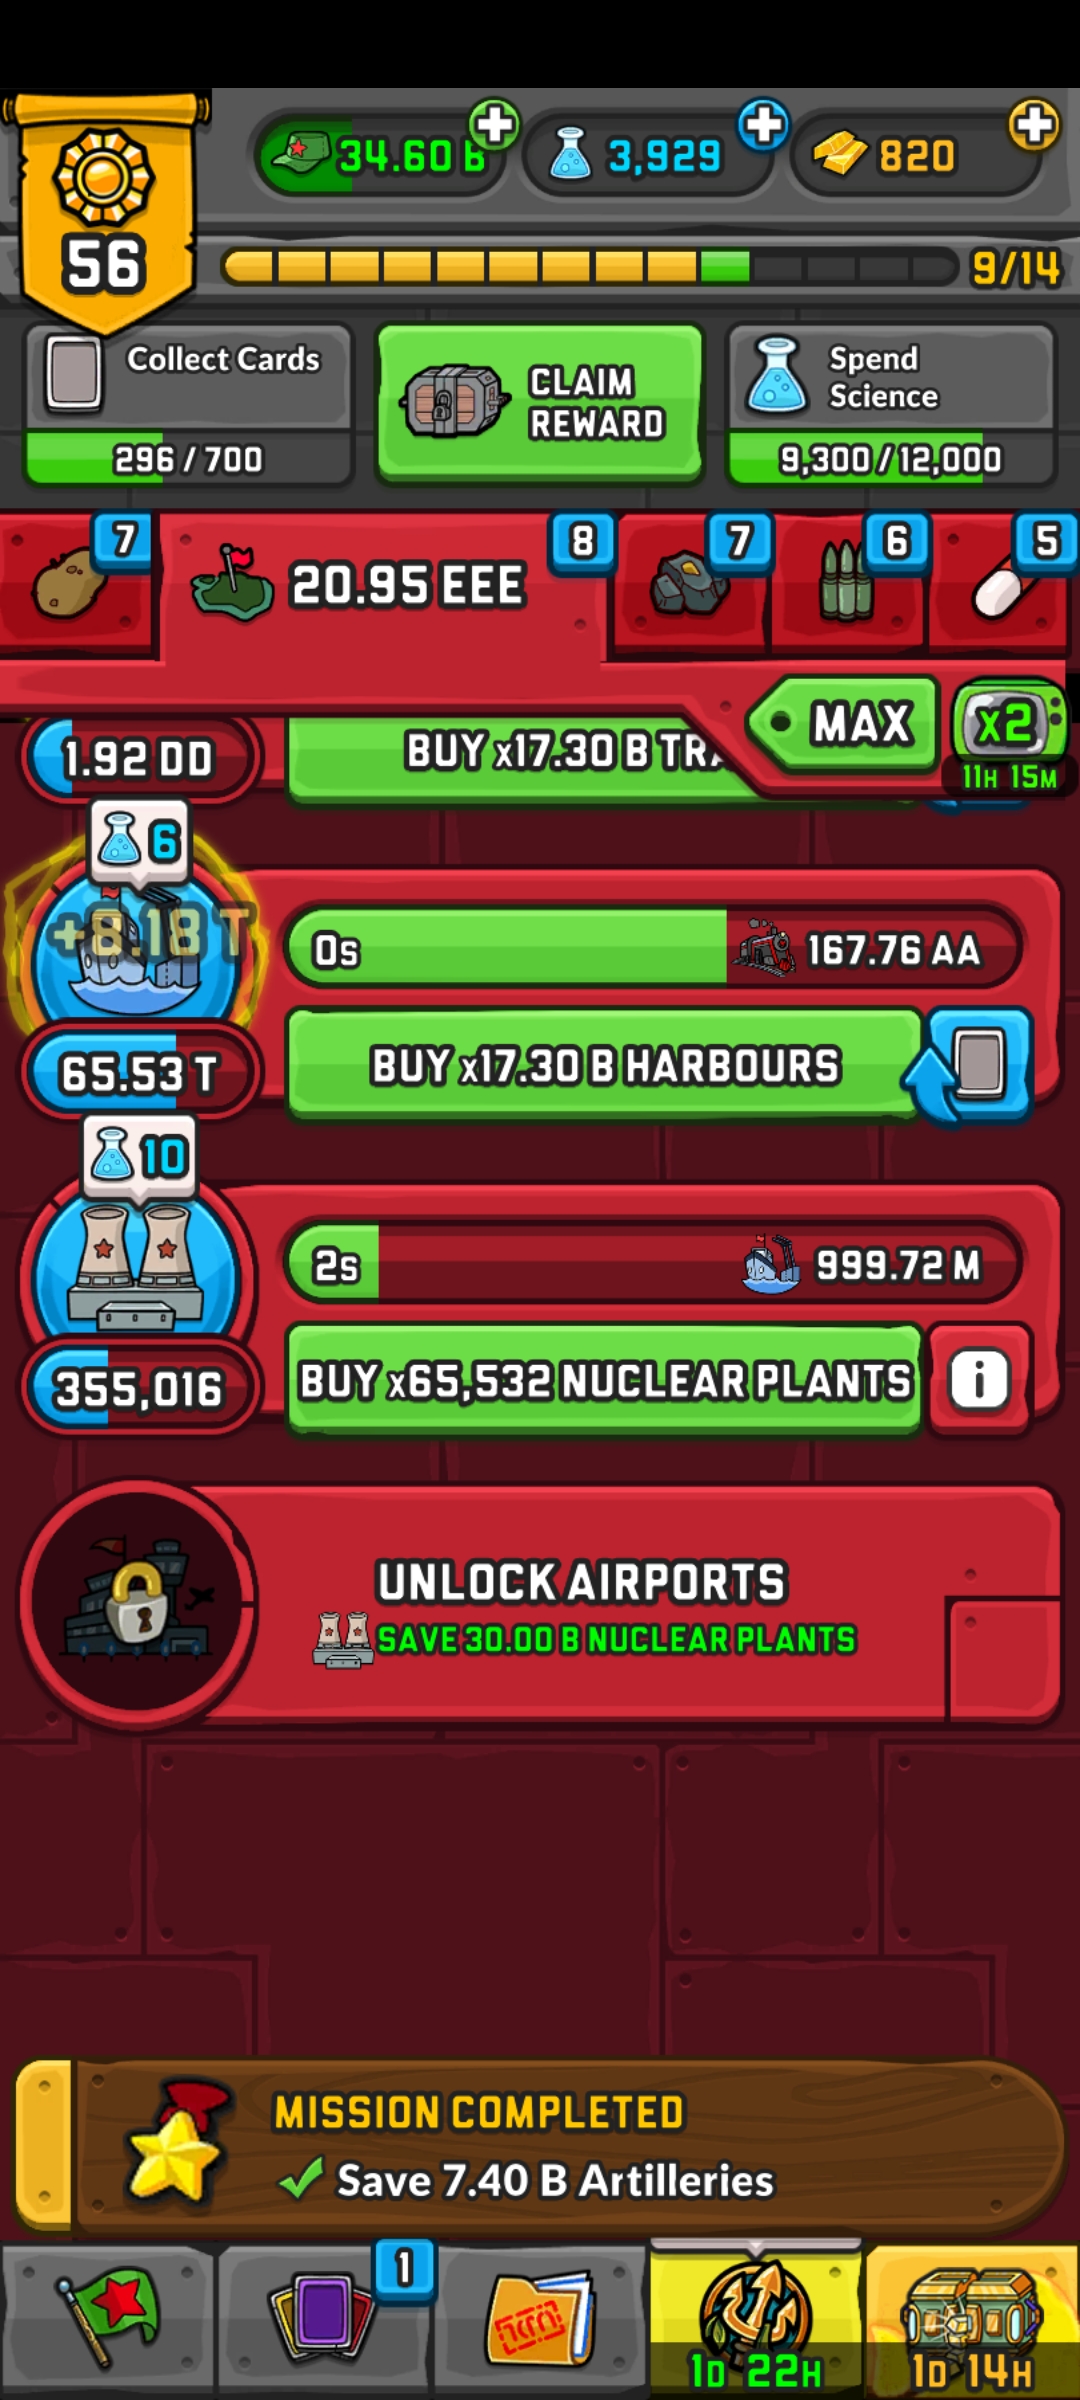 56
34.60 B
3,929
820
9/14
Collect Cards
296 / 700
CLAIM
REWARD
Spend
Science
9,300 / 12,000
7
20.95 EEE
8
7
6
5
MAX
x2
11H 15M
1.92 DD
BUY x17.30 B
6
+8.18 T
0s
167.76 AA
65.53 T
BUY x17.30 B HARBOURS
10
2s
999.72 M
355,016
BUY x65,532 NUCLEAR PLANTS
i
UNLOCK AIRPORTS
SAVE 30.00 B NUCLEAR PLANTS
MISSION COMPLETED
Save 7.40 B Artilleries
1
1D 22H
1D 14H